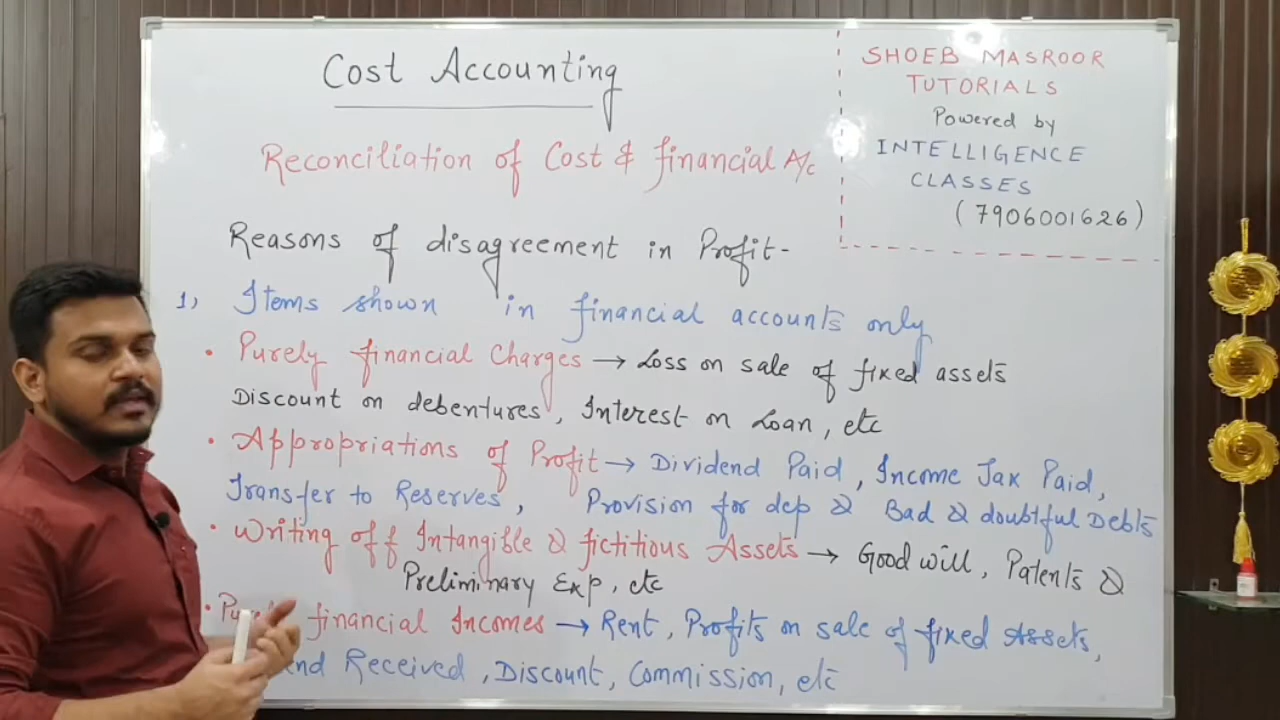 Cost Accounting
Reconciliation of Cost & financial A/c
SHOEB MASROOR
TUTORIALS
Powered by
INTELLIGENCE
CLASSES
(7906001626)
Reasons of disagreement in Profit-
1) Items shown in financial accounts only
• Purely financial Charges → Loss on sale of fixed assets
Discount on debentures, Interest on Loan, etc
• Appropriations of Profit → Dividend Paid, Income Tax Paid,
Transfer to Reserves, Provision for dep & Bad & doubtful Debts
• Writing off Intangible & fictitious Assets → Good will, Patents &
Preliminary Exp, etc
• financial Incomes → Rent, Profits on sale of fixed Assets,
Received, Discount, Commission, etc